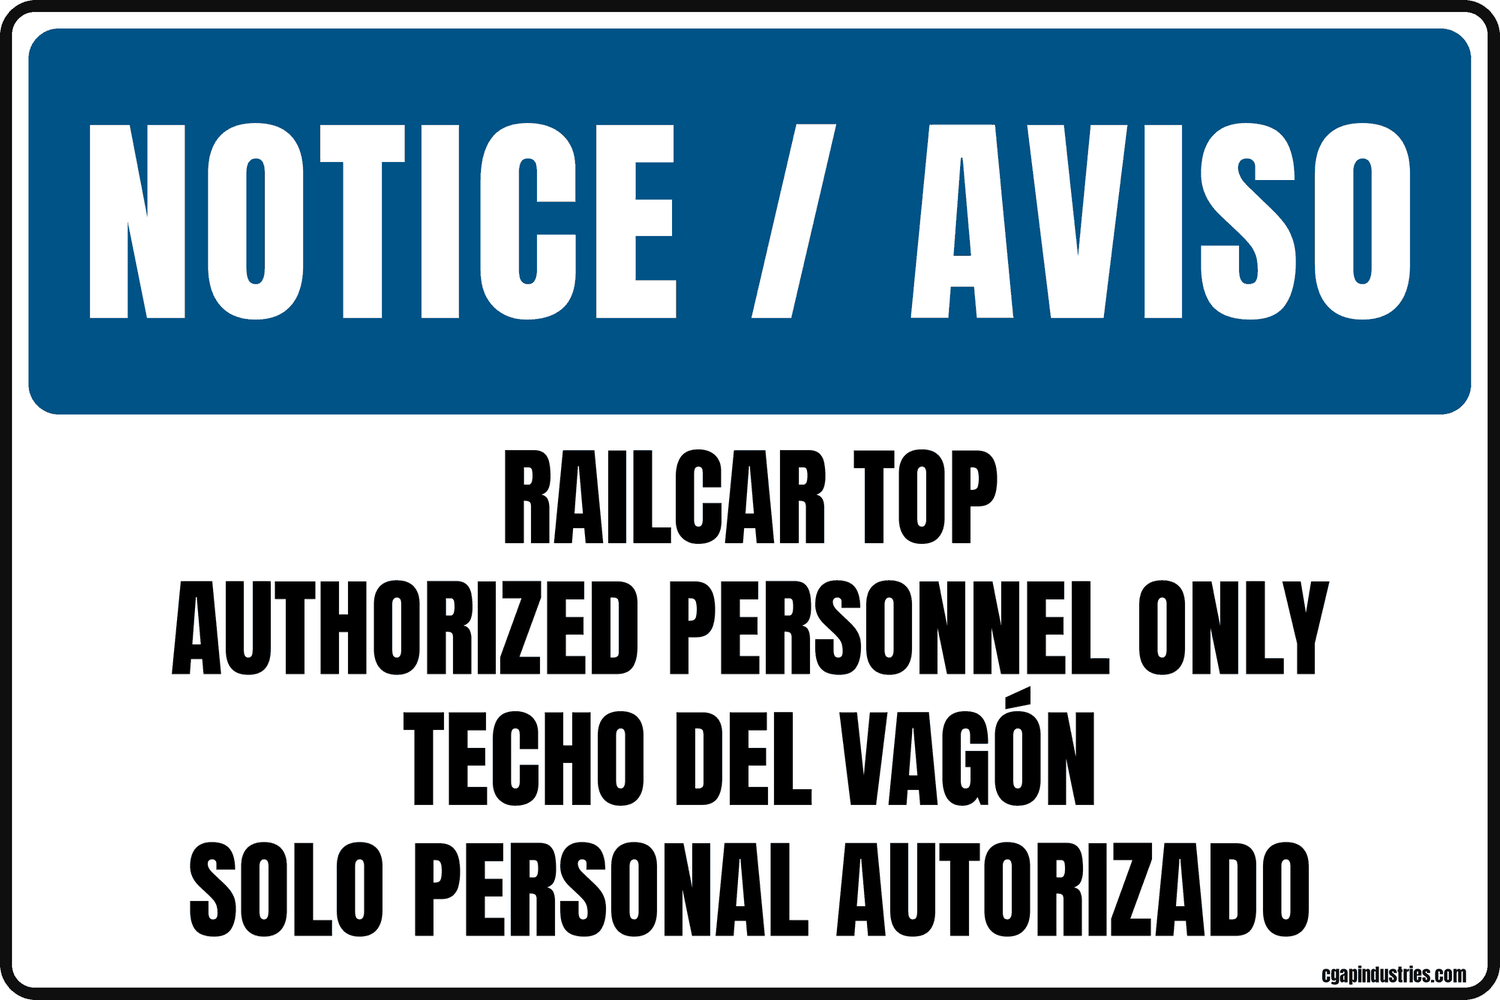 NOTICE / AVISO
RAILCAR TOP
AUTHORIZED PERSONNEL ONLY
TECHO DEL VAGÓN
SOLO PERSONAL AUTORIZADO
cgapindustries.com